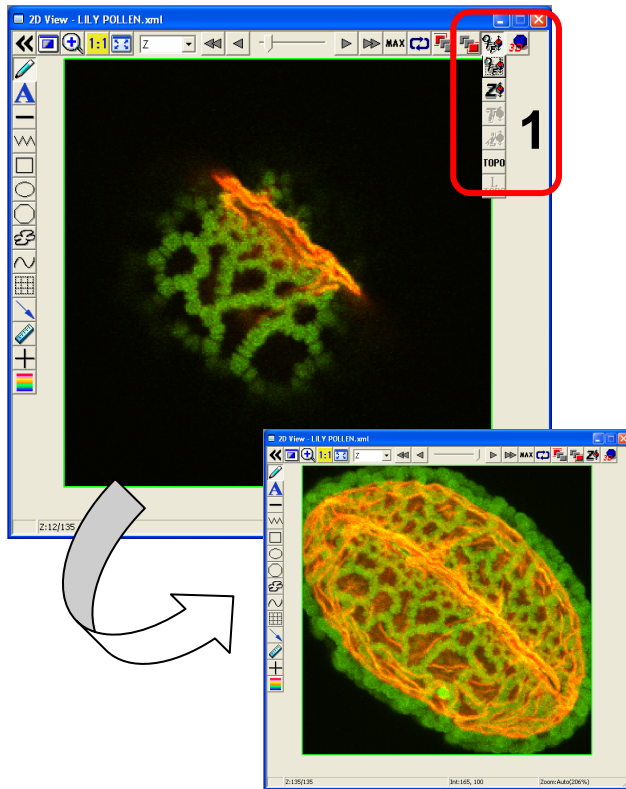 2D View - LILY POLLEN.xml
1:1
Z
MAX
3D
A
Z
TOPO
1
Z:12/135
2D View - LILY POLLEN.xml
1:1
Z
MAX
Z
A
Z:135/135
Int:165, 100
Zoom:Auto(206%)